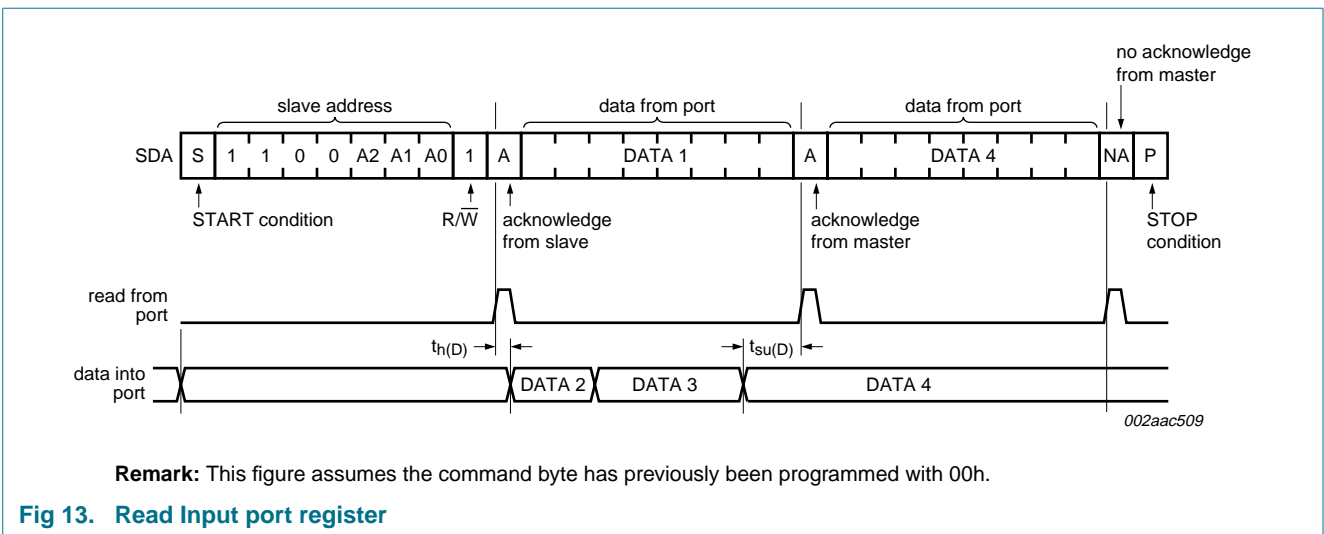 no acknowledge
from master
slave address
data from port
data from port
SDA S 1 1 0 0 A2 A1 A0 1 A DATA 1 A DATA 4 NA P
START condition
R/W̅
acknowledge
from slave
acknowledge
from master
STOP
condition
read from
port
th(D)
tsu(D)
data into
port
DATA 2 DATA 3 DATA 4
002aac509
Remark: This figure assumes the command byte has previously been programmed with 00h.
Fig 13. Read Input port register